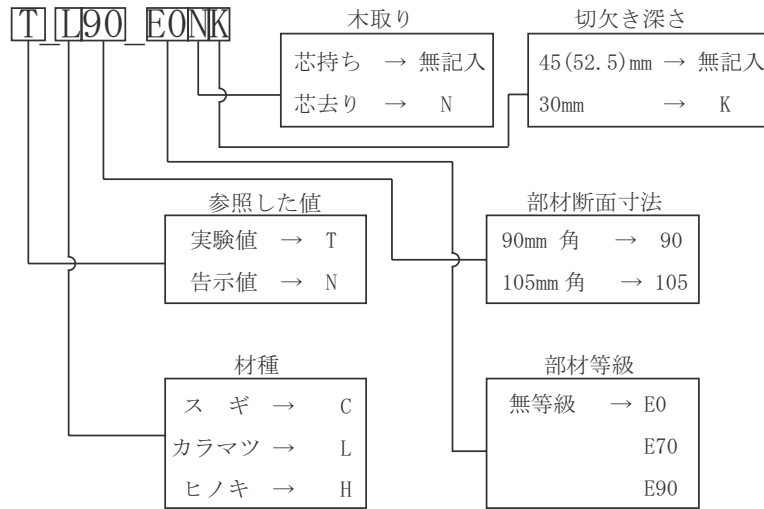 T_L90_E0NK
木取り
芯持ち → 無記入
芯去り → N
切欠き深さ
45(52.5)mm → 無記入
30mm → K
参照した値
実験値 → T
告示値 → N
部材断面寸法
90mm 角 → 90
105mm 角 → 105
材種
スギ → C
カラマツ → L
ヒノキ → H
部材等級
無等級 → E0
E70
E90